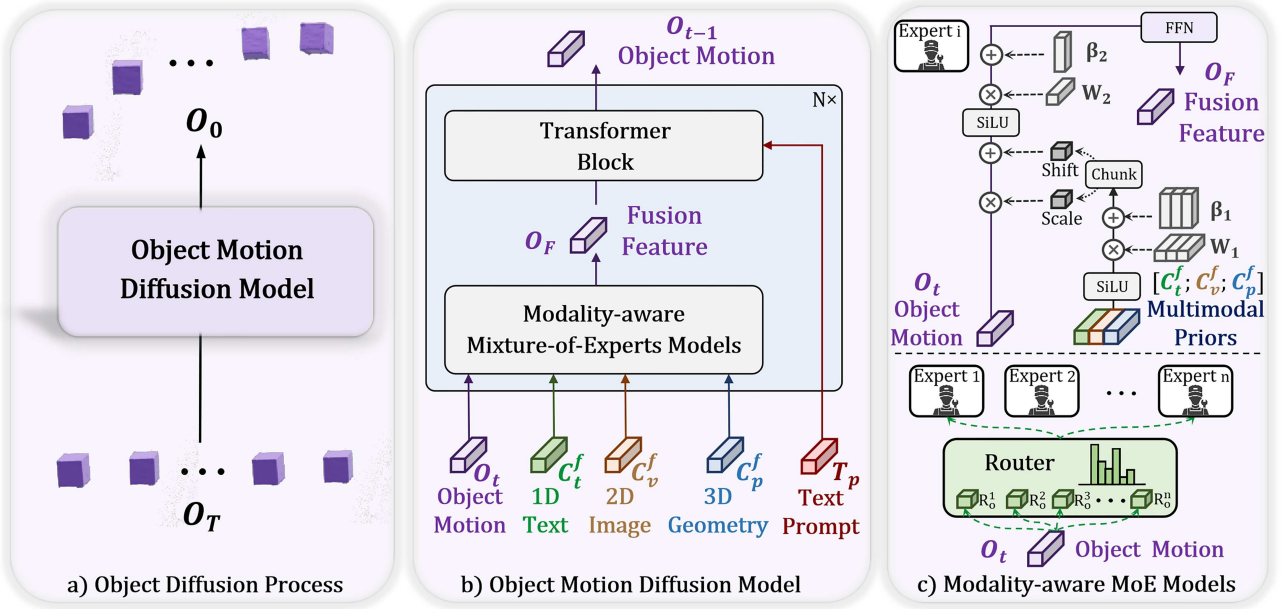 ...
O_0
Object Motion
Diffusion Model
...
O_T
a) Object Diffusion Process
O_{t-1}
Object Motion
N×
Transformer
Block
O_F
Fusion
Feature
Modality-aware
Mixture-of-Experts Models
O_t
C_t^f
C_v^f
C_p^f
T_p
Object
Motion
1D
Text
2D
Image
3D
Geometry
Text
Prompt
b) Object Motion Diffusion Model
Expert i
FFN
β_2
W_2
O_F
Fusion
Feature
SiLU
Shift
Chunk
Scale
β_1
W_1
SiLU
[C_t^f; C_v^f; C_p^f]
Multimodal
Priors
O_t
Object
Motion
Expert 1
Expert 2
...
Expert n
Router
R_o^1
R_o^2
R_o^3
...
R_o^n
O_t
Object Motion
c) Modality-aware MoE Models